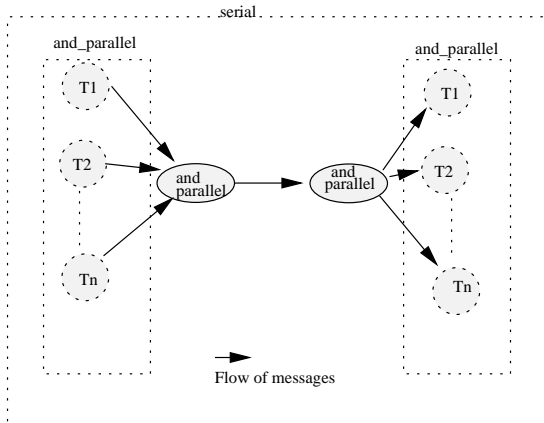 serial
and_parallel
T1
T2
Tn
and
parallel
and
parallel
and_parallel
T1
T2
Tn
Flow of messages